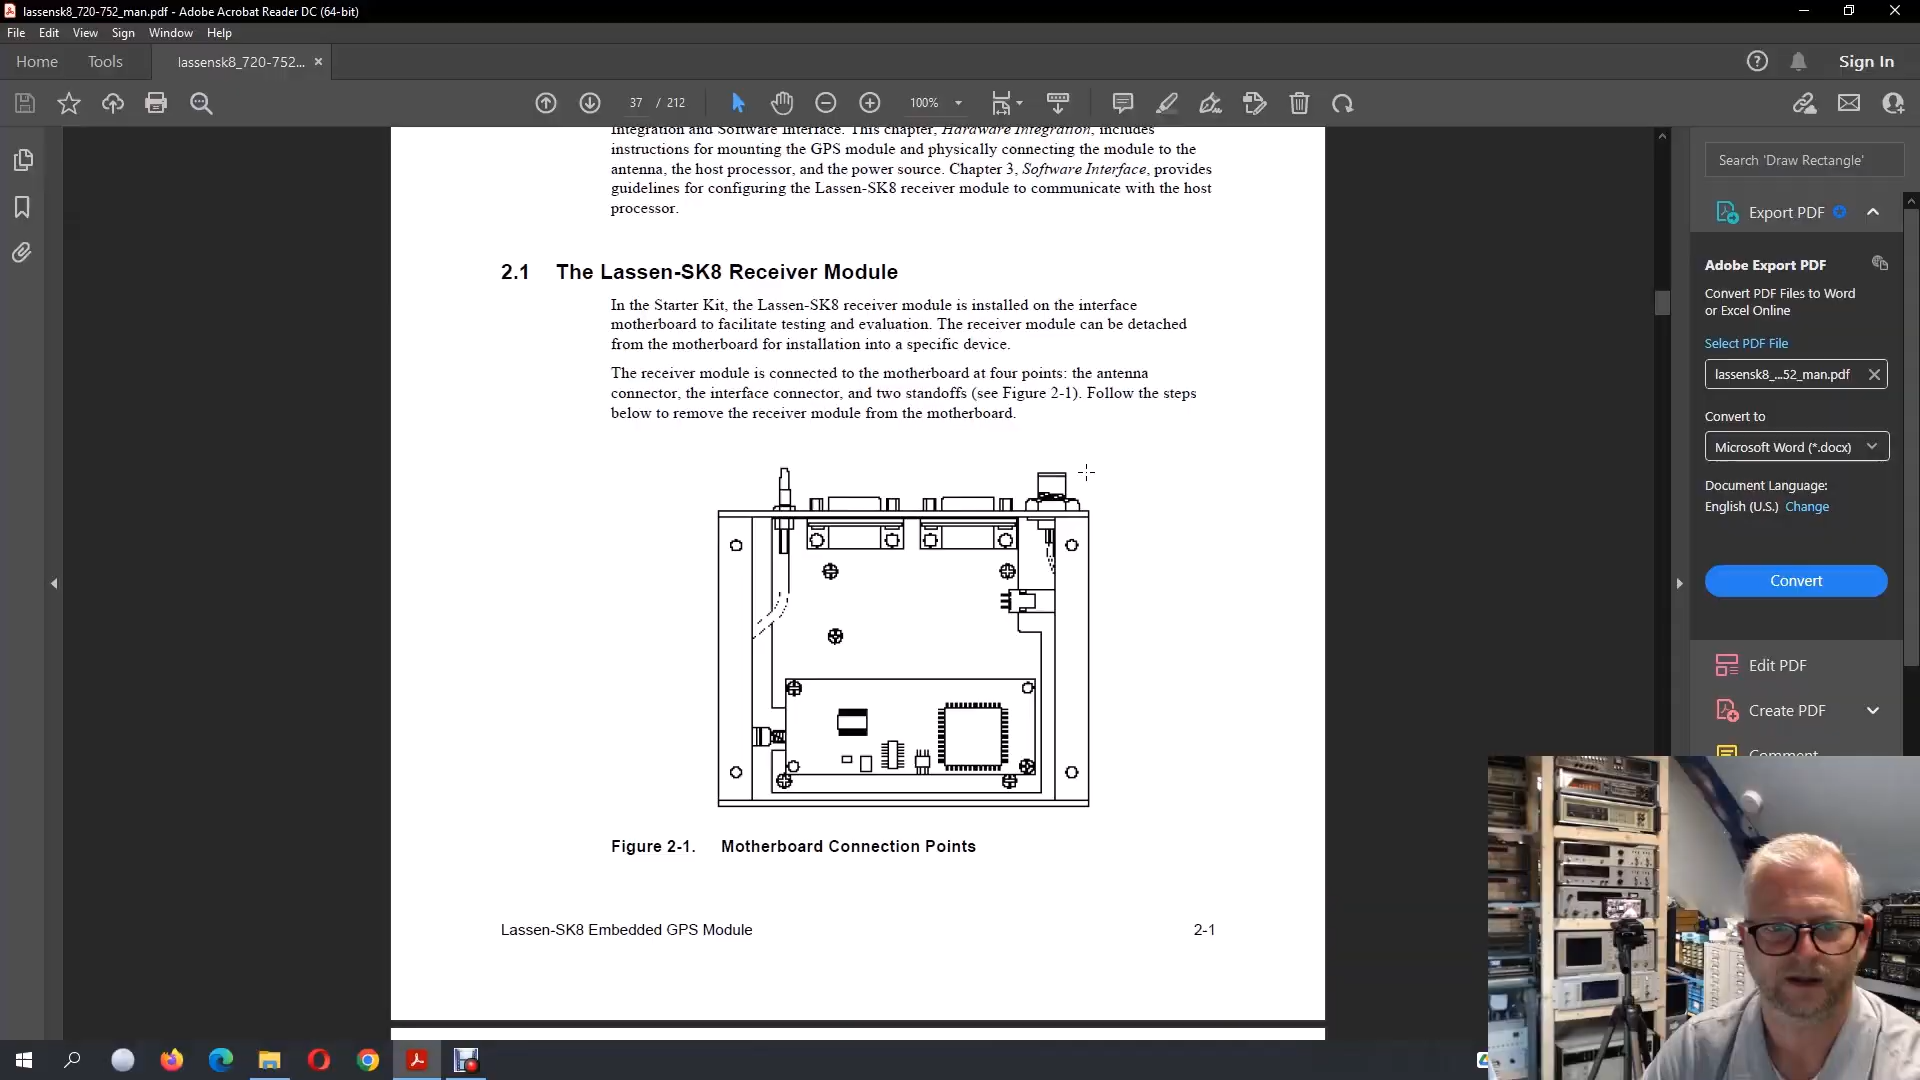 lassensk8_720-752_man.pdf - Adobe Acrobat Reader DC (64-bit)
File Edit View Sign Window Help
Home Tools lassensk8_720-752... × Sign In
37 / 212 100%
Integration and Software Interface. This chapter, Hardware Integration, includes
instructions for mounting the GPS module and physically connecting the module to the
antenna, the host processor, and the power source. Chapter 3, Software Interface, provides
guidelines for configuring the Lassen-SK8 receiver module to communicate with the host
processor.
2.1 The Lassen-SK8 Receiver Module
In the Starter Kit, the Lassen-SK8 receiver module is installed on the interface
motherboard to facilitate testing and evaluation. The receiver module can be detached
from the motherboard for installation into a specific device.
The receiver module is connected to the motherboard at four points: the antenna
connector, the interface connector, and two standoffs (see Figure 2-1). Follow the steps
below to remove the receiver module from the motherboard.
Figure 2-1. Motherboard Connection Points
Lassen-SK8 Embedded GPS Module 2-1
Search 'Draw Rectangle'
Export PDF
Adobe Export PDF
Convert PDF Files to Word
or Excel Online
Select PDF File
lassensk8_...52_man.pdf
Convert to
Microsoft Word (*.docx)
Document Language:
English (U.S.) Change
Convert
Edit PDF
Create PDF
Comment